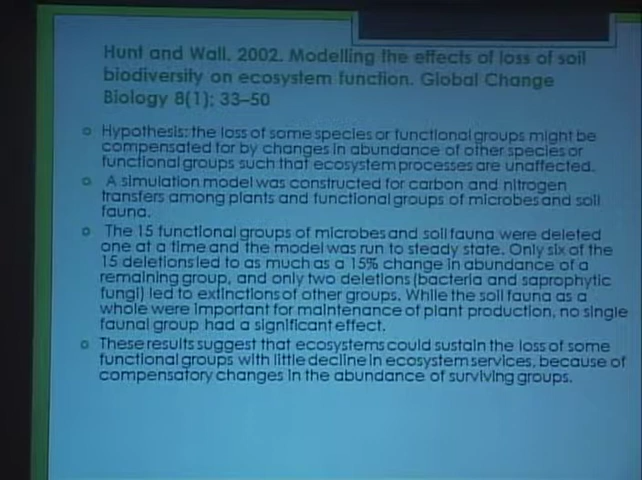 Hunt and Wall. 2002. Modelling the effects of loss of soil
biodiversity on ecosystem function. Global Change
Biology 8(1): 33–50
Hypothesis: the loss of some species or functional groups might be
compensated for by changes in abundance of other species or
functional groups such that ecosystem processes are unaffected.
A simulation model was constructed for carbon and nitrogen
transfers among plants and functional groups of microbes and soil
fauna.
The 15 functional groups of microbes and soil fauna were deleted
one at a time and the model was run to steady state. Only six of the
15 deletions led to as much as a 15% change in abundance of a
remaining group, and only two deletions (bacteria and saprophytic
fungi) led to extinctions of other groups. While the soil fauna as a
whole were important for maintenance of plant production, no single
faunal group had a significant effect.
These results suggest that ecosystems could sustain the loss of some
functional groups with little decline in ecosystem services, because of
compensatory changes in the abundance of surviving groups.